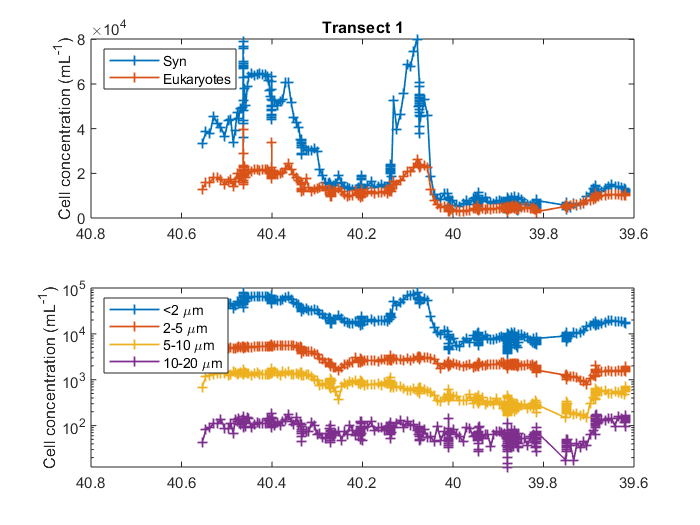 Transect 1
×10^4
Cell concentration (mL^-1)
8
6
4
2
0
Syn
Eukaryotes
40.8 40.6 40.4 40.2 40 39.8 39.6
Cell concentration (mL^-1)
10^5
10^4
10^3
10^2
<2 μm
2-5 μm
5-10 μm
10-20 μm
40.8 40.6 40.4 40.2 40 39.8 39.6